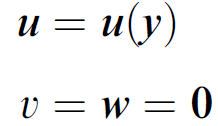 u = u(y)
v = w = 0